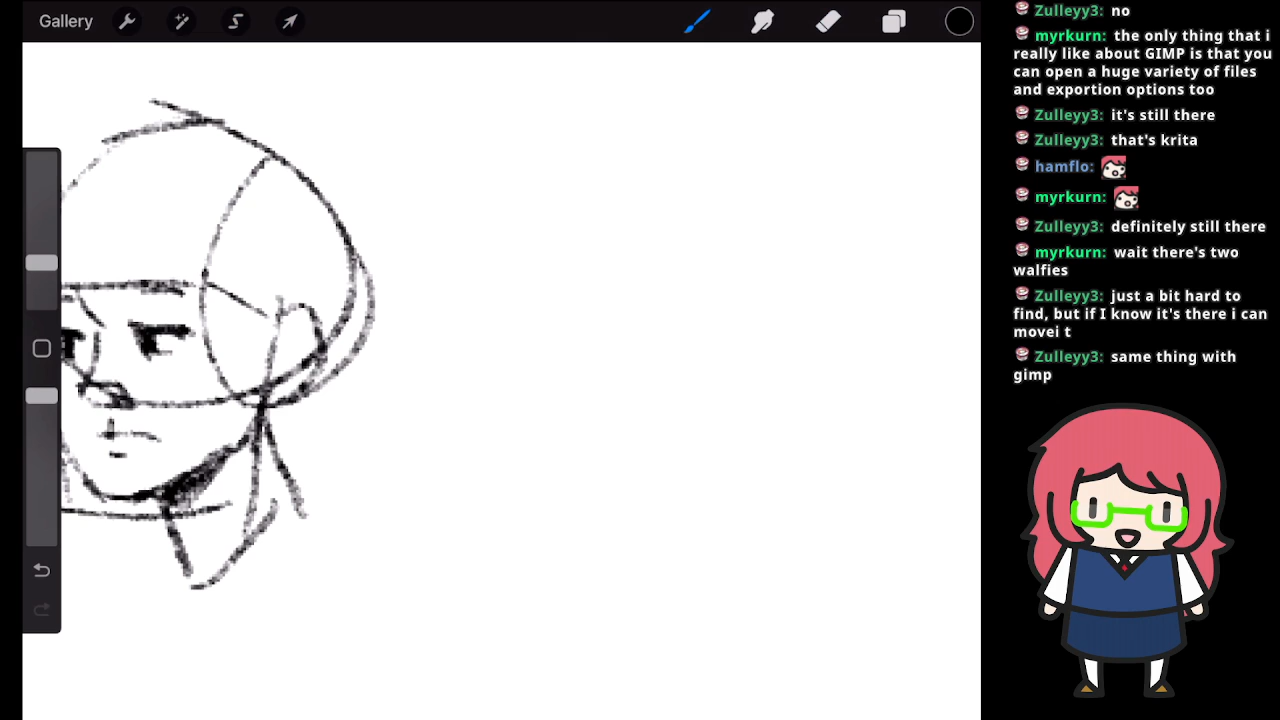 Gallery
Zulleyy3: no
myrkurn: the only thing that i
really like about GIMP is that you
can open a huge variety of files
and exportion options too
Zulleyy3: it's still there
Zulleyy3: that's krita
hamflo:
myrkurn:
Zulleyy3: definitely still there
myrkurn: wait there's two
walfies
Zulleyy3: just a bit hard to
find, but if I know it's there i can
movei t
Zulleyy3: same thing with
gimp